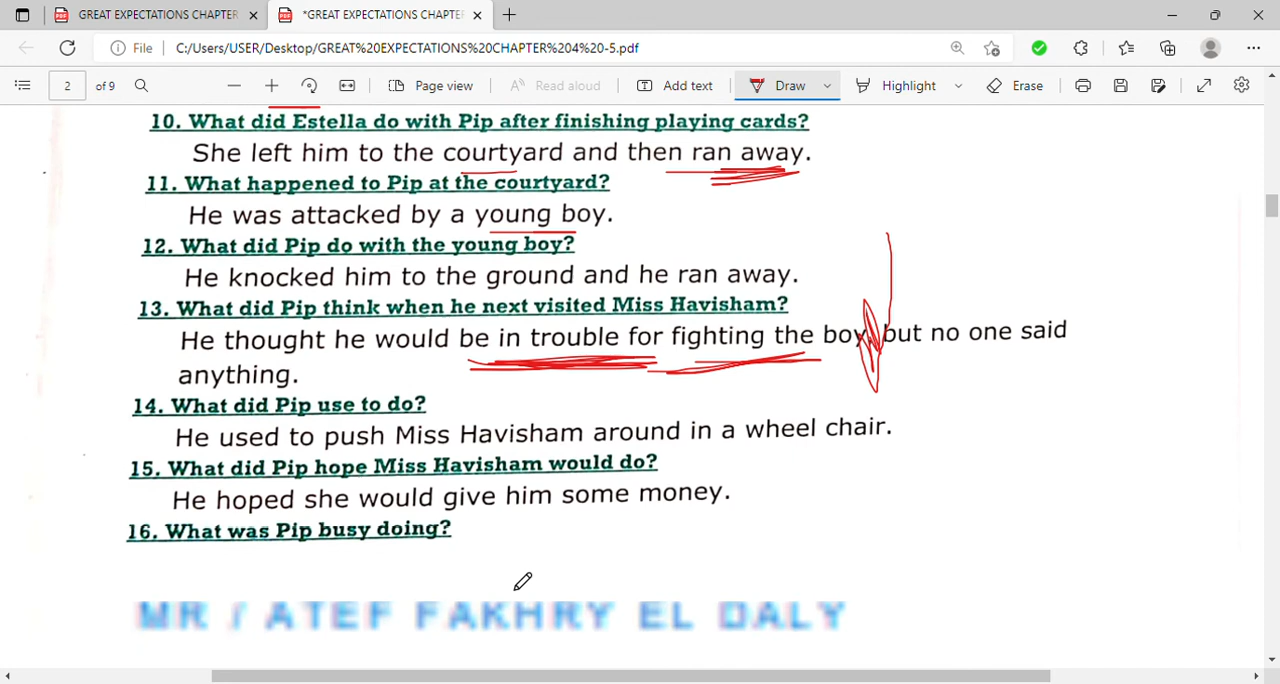 GREAT EXPECTATIONS CHAPTER
*GREAT EXPECTATIONS CHAPTE
File
C:/Users/USER/Desktop/GREAT%20EXPECTATIONS%20CHAPTER%204%20-5.pdf
2 of 9
Page view
Read aloud
Add text
Draw
Highlight
Erase
10. What did Estella do with Pip after finishing playing cards?
She left him to the courtyard and then ran away.
11. What happened to Pip at the courtyard?
He was attacked by a young boy.
12. What did Pip do with the young boy?
He knocked him to the ground and he ran away.
13. What did Pip think when he next visited Miss Havisham?
He thought he would be in trouble for fighting the boy, but no one said
anything.
14. What did Pip use to do?
He used to push Miss Havisham around in a wheel chair.
15. What did Pip hope Miss Havisham would do?
He hoped she would give him some money.
16. What was Pip busy doing?
MR / ATEF FAKHRY EL DALY